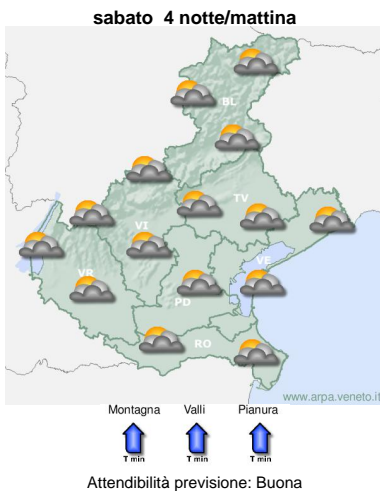 sabato 4 notte/mattina
BL
TV
VI
VE
VR
PD
RO
www.arpa.veneto.it
Montagna Valli Pianura
T min T min T min
Attendibilità previsione: Buona